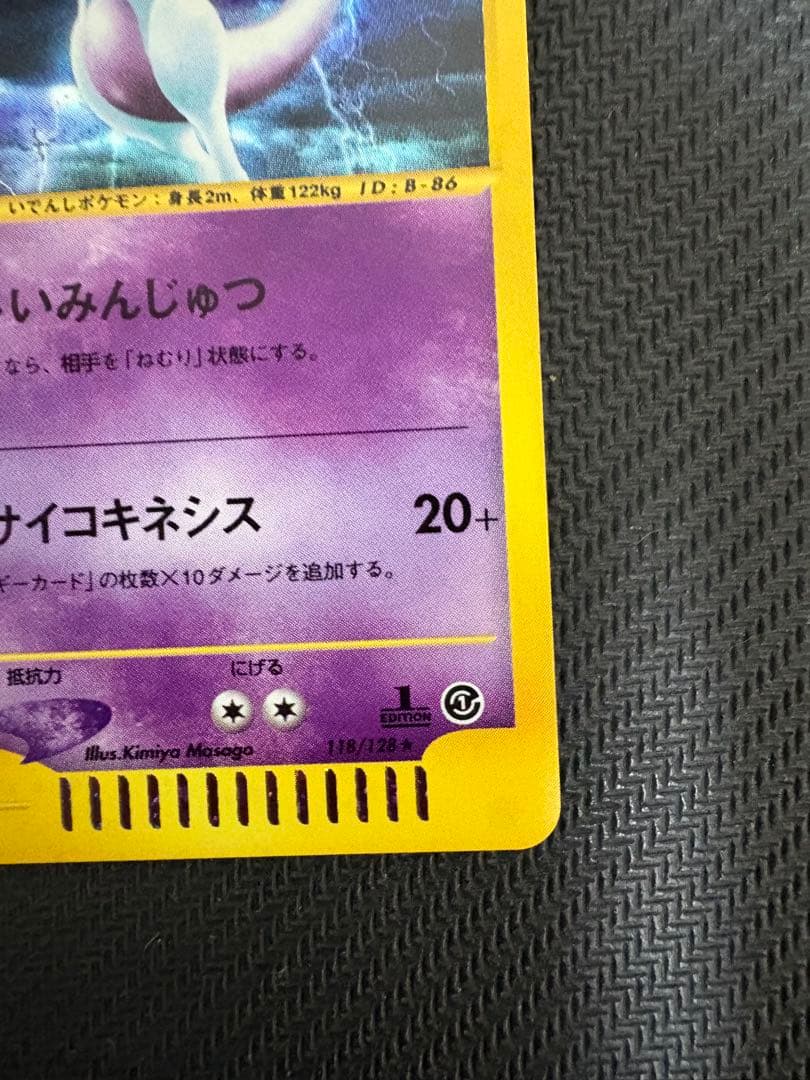 いでんしポケモン：身長2m、体重122kg ID：B-86
いみんじゅつ
なら、相手を「ねむり」状態にする。
サイコキネシス 20+
ギーカード」の枚数×10ダメージを追加する。
抵抗力 にげる
1 EDITION 1
Illus.Kimiya Masago 118/128★